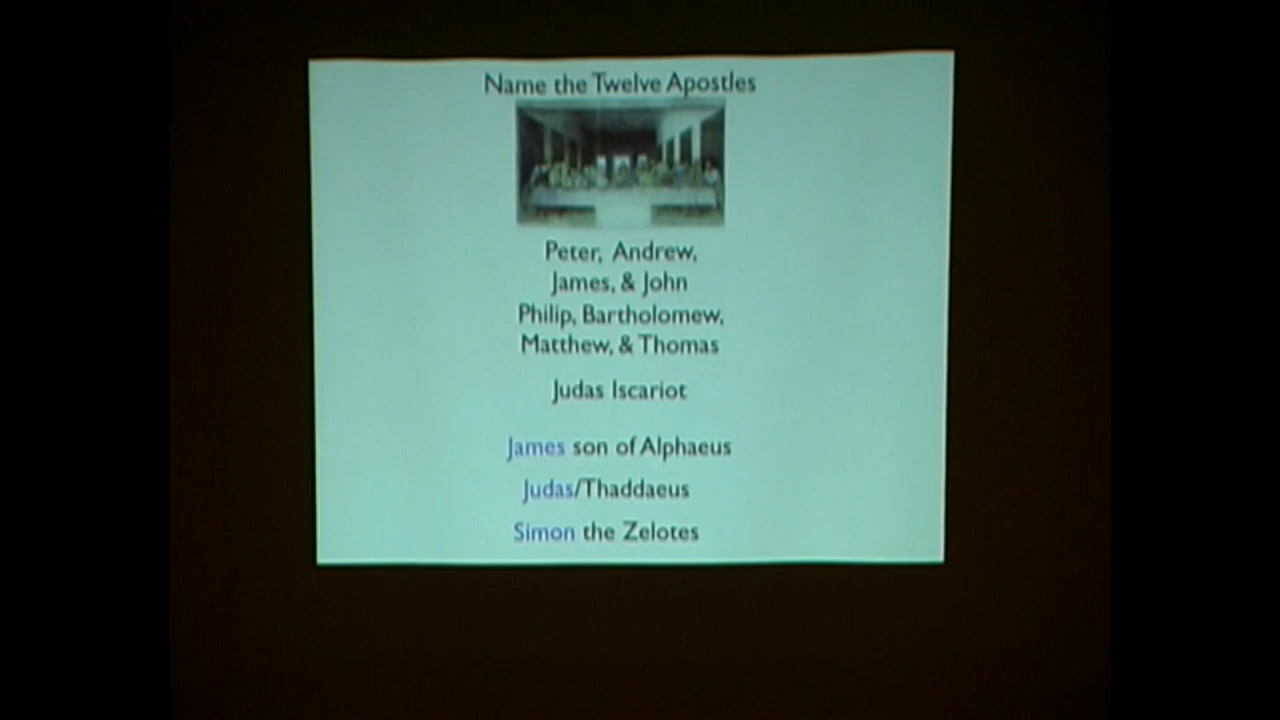 Name the Twelve Apostles
Peter, Andrew,
James, & John
Philip, Bartholomew,
Matthew, & Thomas
Judas Iscariot
James son of Alphaeus
Judas/Thaddaeus
Simon the Zelotes